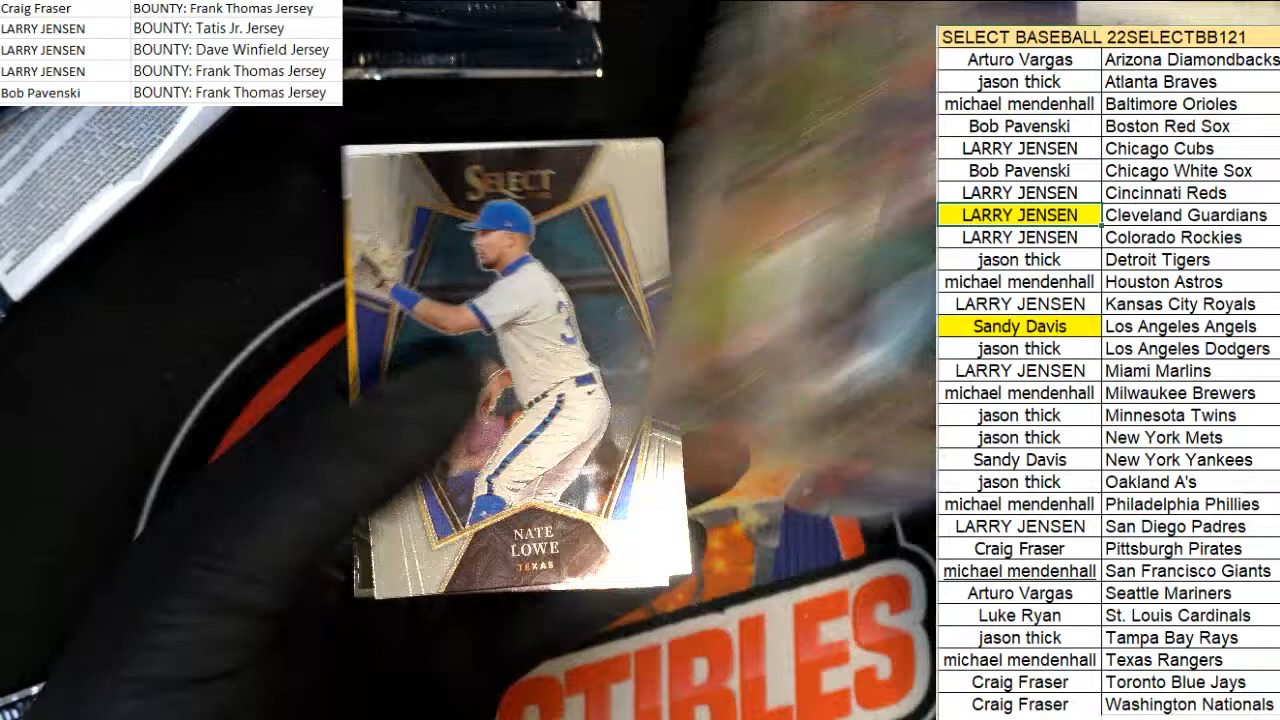 Craig Fraser BOUNTY: Frank Thomas Jersey
LARRY JENSEN BOUNTY: Tatis Jr. Jersey
LARRY JENSEN BOUNTY: Dave Winfield Jersey
LARRY JENSEN BOUNTY: Frank Thomas Jersey
Bob Pavenski BOUNTY: Frank Thomas Jersey
SELECT BASEBALL 22SELECTBB121
Arturo Vargas Arizona Diamondbacks
jason thick Atlanta Braves
michael mendenhall Baltimore Orioles
Bob Pavenski Boston Red Sox
LARRY JENSEN Chicago Cubs
Bob Pavenski Chicago White Sox
LARRY JENSEN Cincinnati Reds
LARRY JENSEN Cleveland Guardians
LARRY JENSEN Colorado Rockies
jason thick Detroit Tigers
michael mendenhall Houston Astros
LARRY JENSEN Kansas City Royals
Sandy Davis Los Angeles Angels
jason thick Los Angeles Dodgers
LARRY JENSEN Miami Marlins
michael mendenhall Milwaukee Brewers
jason thick Minnesota Twins
jason thick New York Mets
Sandy Davis New York Yankees
jason thick Oakland A's
michael mendenhall Philadelphia Phillies
LARRY JENSEN San Diego Padres
Craig Fraser Pittsburgh Pirates
michael mendenhall San Francisco Giants
Arturo Vargas Seattle Mariners
Luke Ryan St. Louis Cardinals
jason thick Tampa Bay Rays
michael mendenhall Texas Rangers
Craig Fraser Toronto Blue Jays
Craig Fraser Washington Nationals
SELECT
3
NATE
LOWE
TEXAS
TIBLES